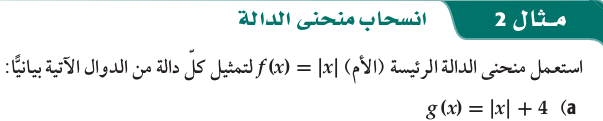 مثال 2 انسحاب منحنى الدالة
استعمل منحنى الدالة الرئيسة (الأم) f(x) = |x| لتمثيل كلّ دالة من الدوال الآتية بيانيًّا:
a) g(x) = |x| + 4